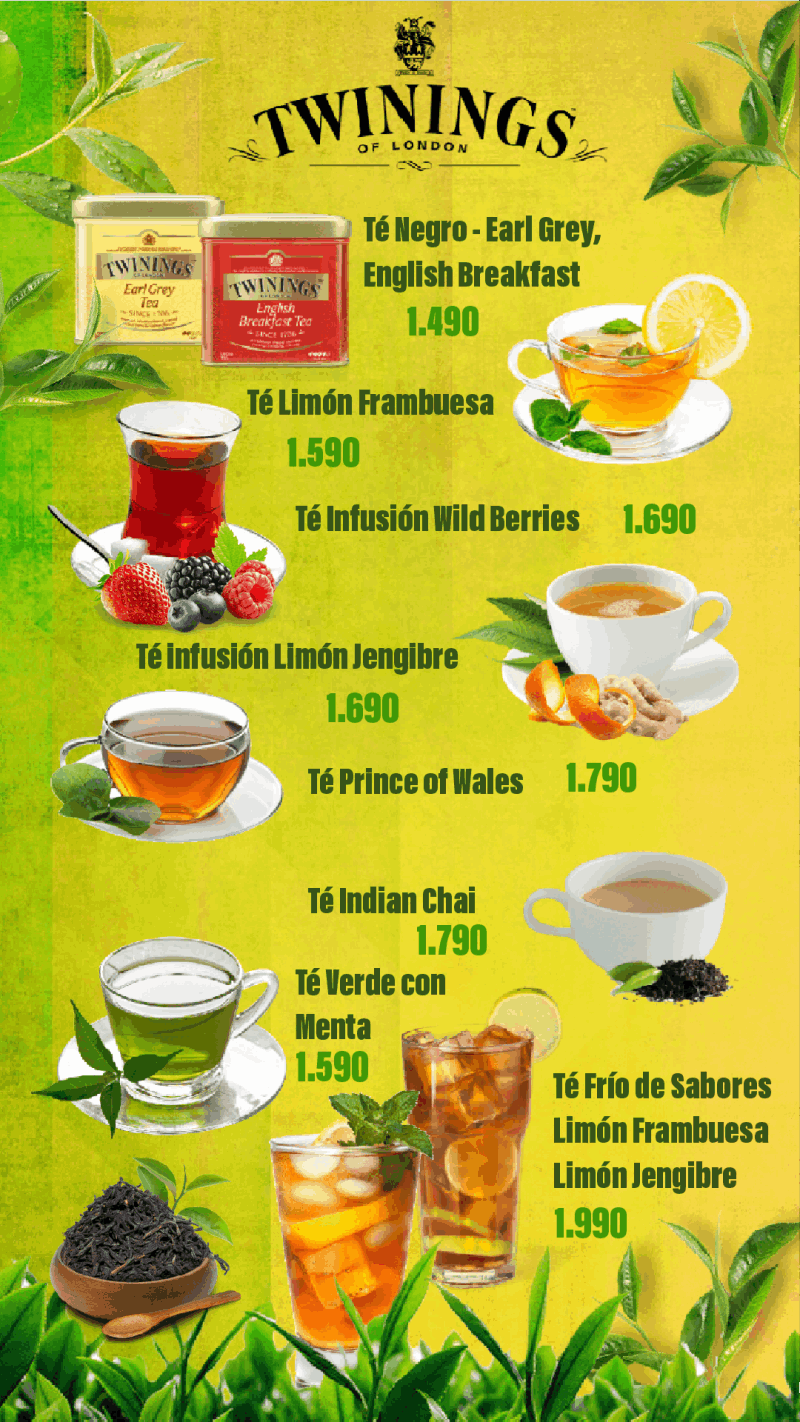 TWININGS
OF LONDON
TWININGS
Earl Grey
Tea
SINCE 1706
TWININGS
English
Breakfast Tea
SINCE 1706
Té Negro - Earl Grey,
English Breakfast
1.490
Té Limón Frambuesa
1.590
Té Infusión Wild Berries 1.690
Té infusión Limón Jengibre
1.690
Té Prince of Wales 1.790
Té Indian Chai
1.790
Té Verde con
Menta
1.590
Té Frío de Sabores
Limón Frambuesa
Limón Jengibre
1.990